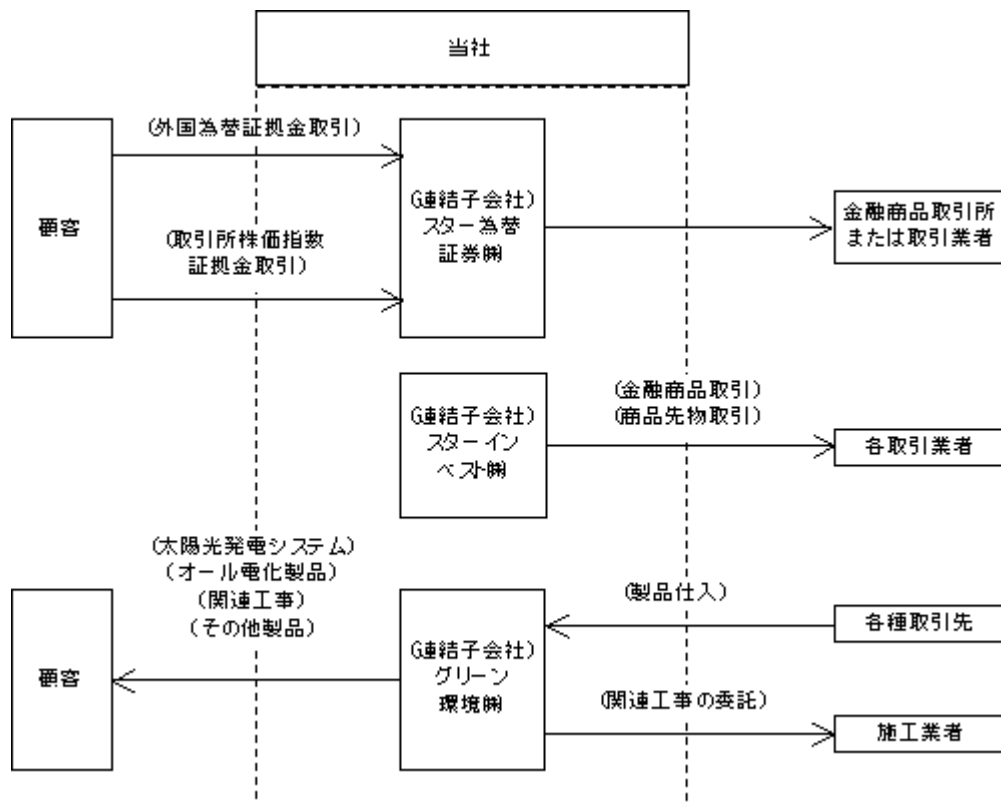 当社
(外国為替証拠金取引)
顧客
(取引所株価指数
証拠金取引)
(連結子会社)
スター為替
証券㈱
金融商品取引所
または取引業者
(連結子会社)
スターイン
ベスト㈱
(金融商品取引)
(商品先物取引)
各取引業者
(太陽光発電システム)
(オール電化製品)
(関連工事)
(その他製品)
顧客
(連結子会社)
グリーン
環境㈱
(製品仕入)
各種取引先
(関連工事の委託)
施工業者